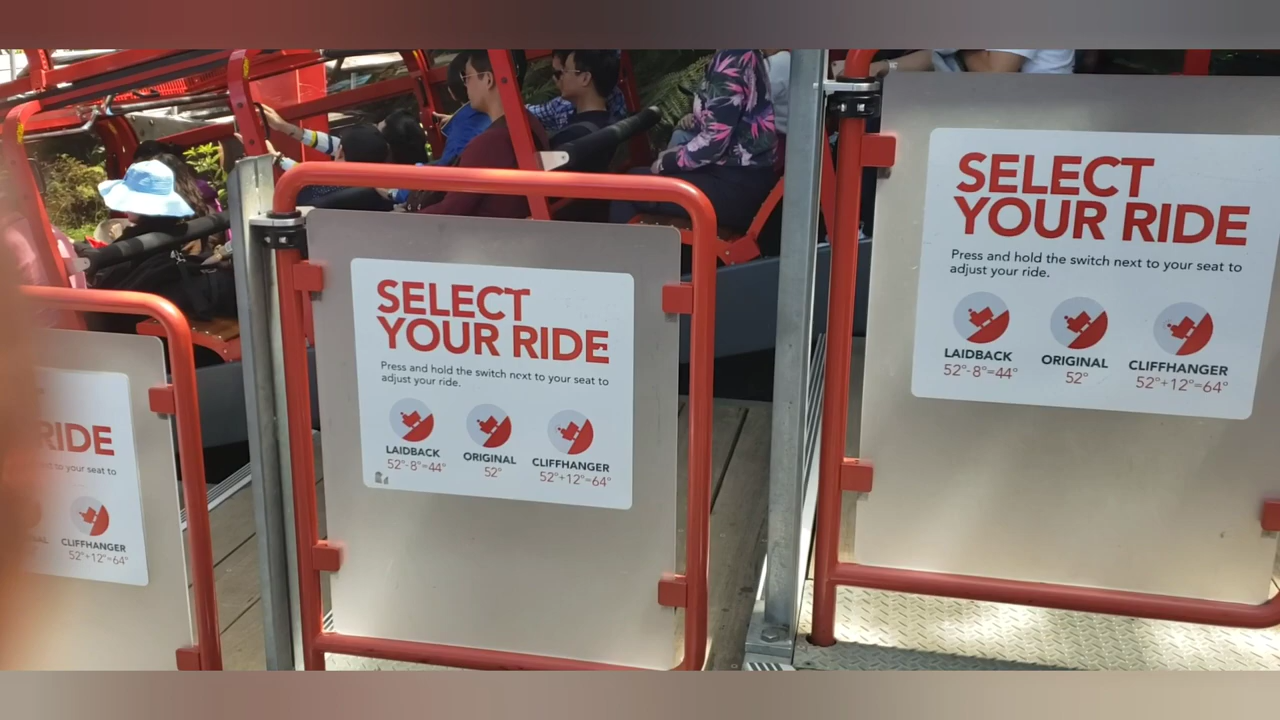 RIDE
to your seat to
CLIFFHANGER
52°+12°=64°
SELECT
YOUR RIDE
Press and hold the switch next to your seat to
adjust your ride.
LAIDBACK
52°-8°=44°
ORIGINAL
52°
CLIFFHANGER
52°+12°=64°
SELECT
YOUR RIDE
Press and hold the switch next to your seat to
adjust your ride.
LAIDBACK
52°-8°=44°
ORIGINAL
52°
CLIFFHANGER
52°+12°=64°